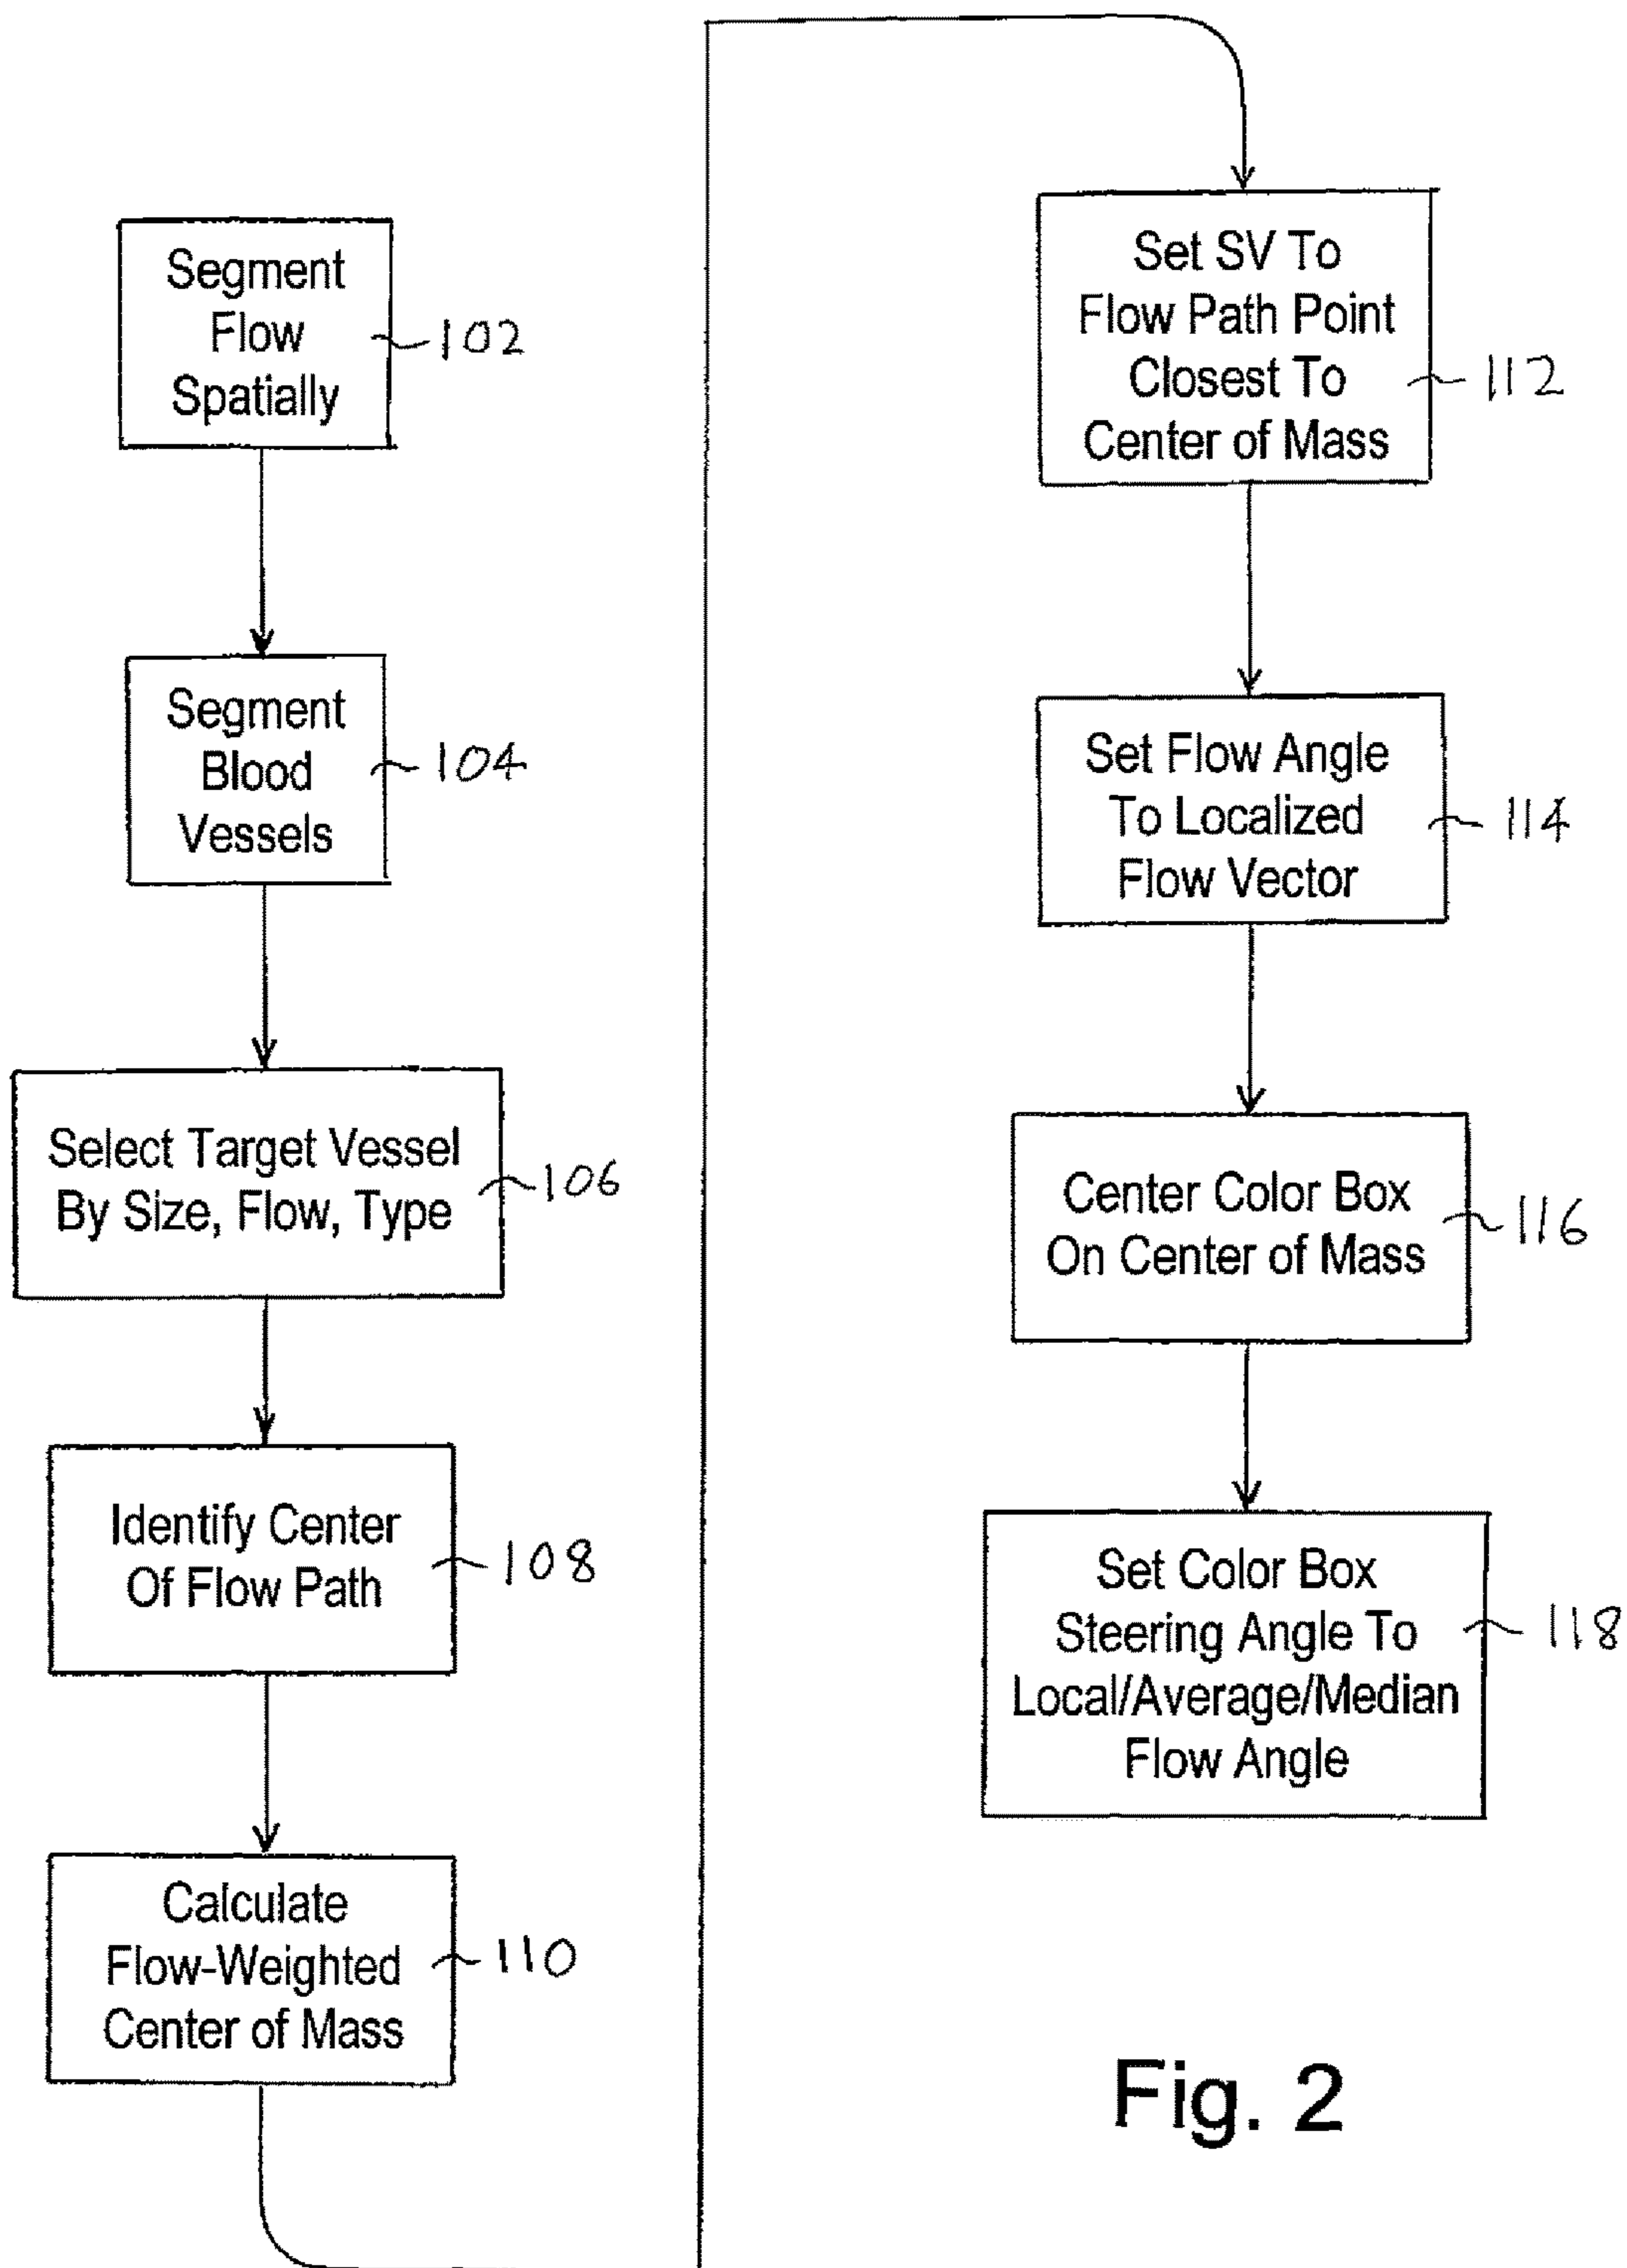 Segment
Flow
Spatially
102
Segment
Blood
Vessels
104
Select Target Vessel
By Size, Flow, Type
106
Identify Center
Of Flow Path
108
Calculate
Flow-Weighted
Center of Mass
110
Set SV To
Flow Path Point
Closest To
Center of Mass
112
Set Flow Angle
To Localized
Flow Vector
114
Center Color Box
On Center of Mass
116
Set Color Box
Steering Angle To
Local/Average/Median
Flow Angle
118
Fig. 2